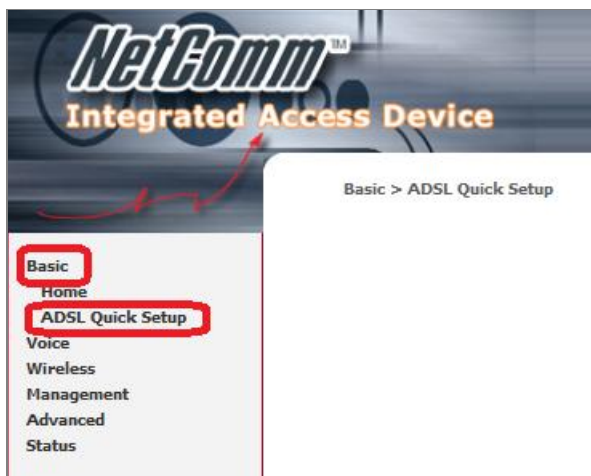 NetComm™
Integrated Access Device
Basic > ADSL Quick Setup
Basic
Home
ADSL Quick Setup
Voice
Wireless
Management
Advanced
Status